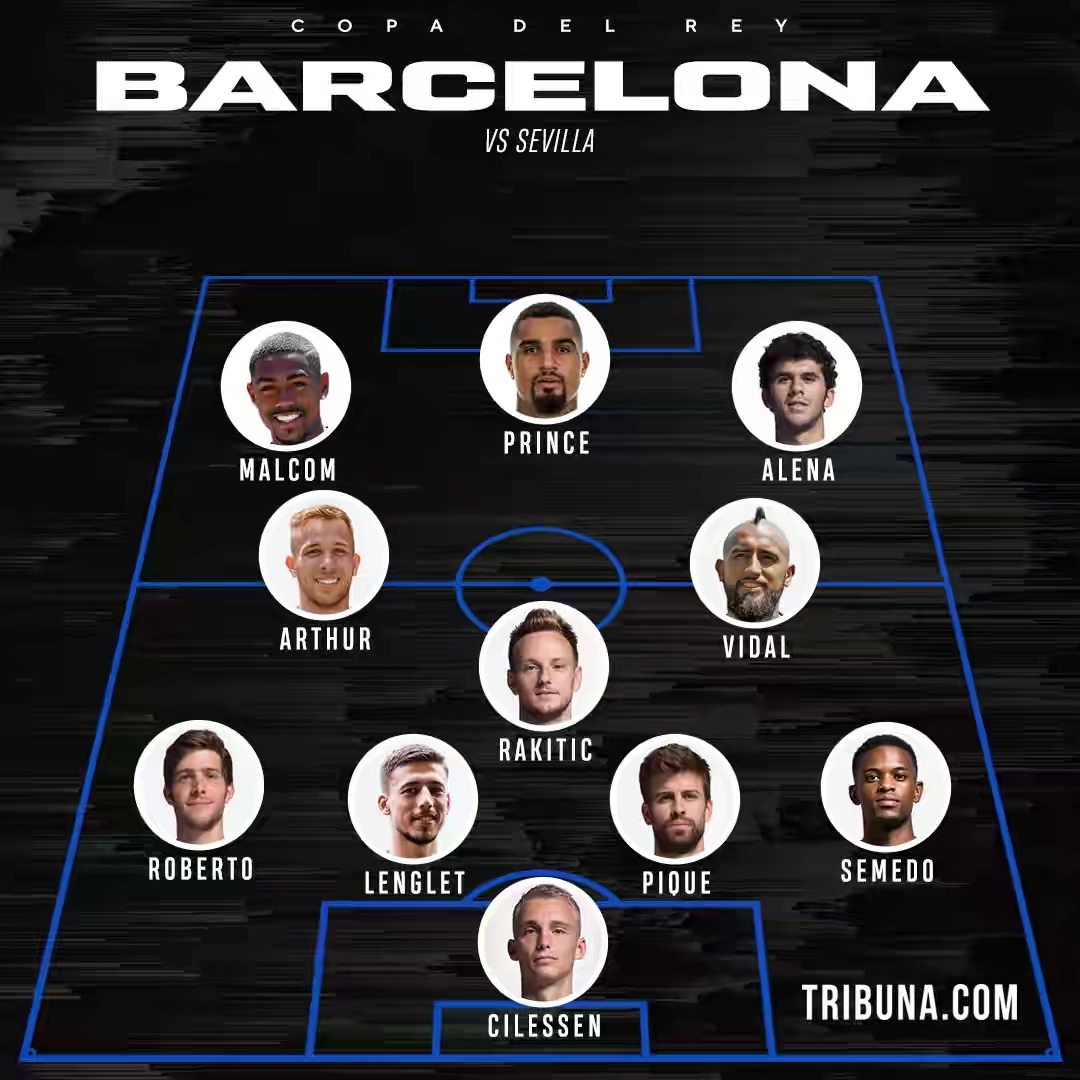 COPA DEL REY
BARCELONA
VS SEVILLA
PRINCE
MALCOM
ALENA
ARTHUR
VIDAL
RAKITIC
ROBERTO
LENGLET
PIQUE
SEMEDO
CILESSEN
TRIBUNA.COM